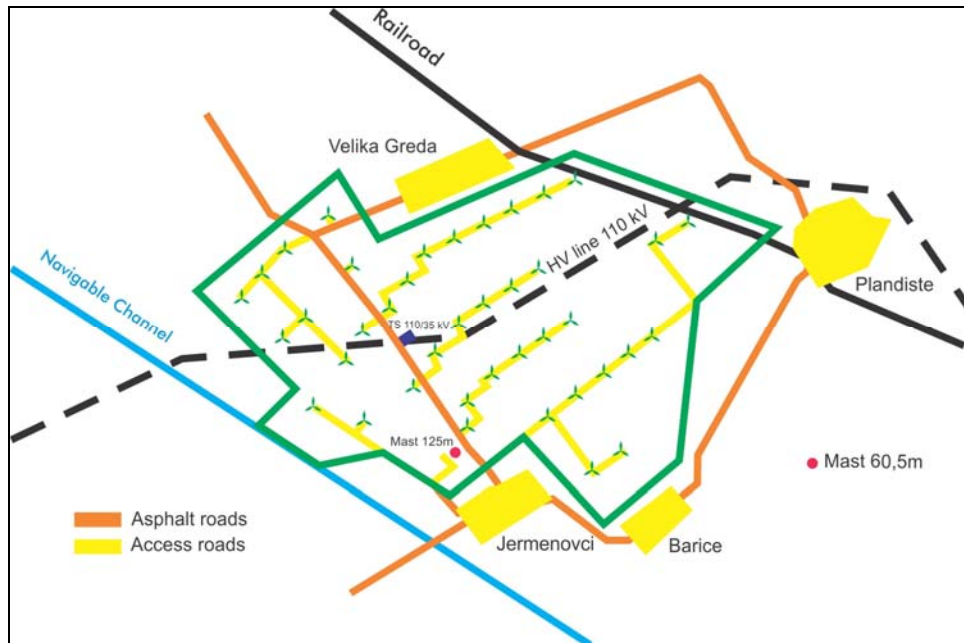 Railroad
Velika Greda
HV line 110 kV
Plandiste
Navigable Channel
TS 110/35 kV
Mast 125m
Mast 60,5m
Asphalt roads
Access roads
Jermenovci
Barice